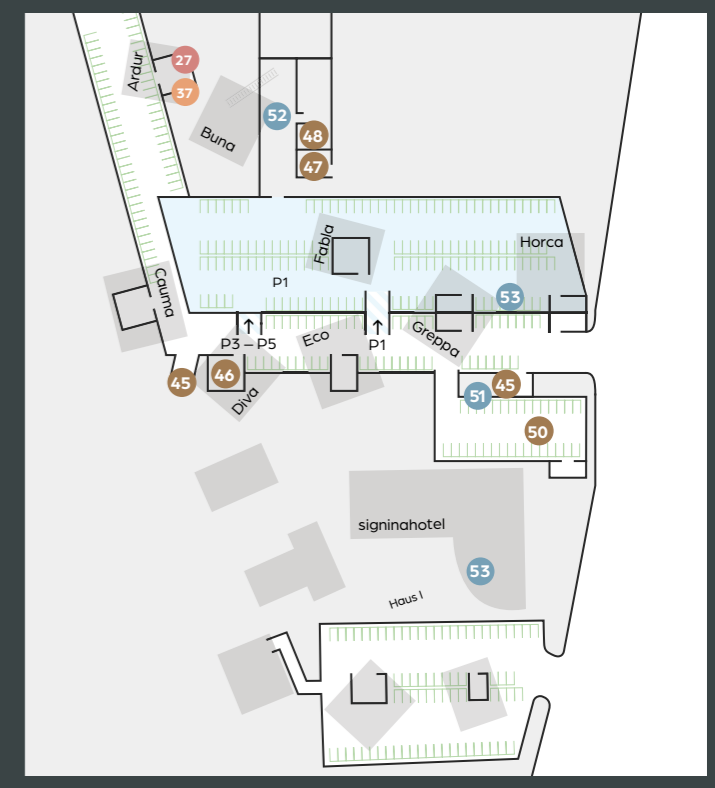 27
Ardur
37
52
Buna
48
47
Fabla
Horca
Cauma
P1
53
P3 – P5
P1
Eco
Greppa
45
46
Diva
51
45
50
signinahotel
53
Haus I